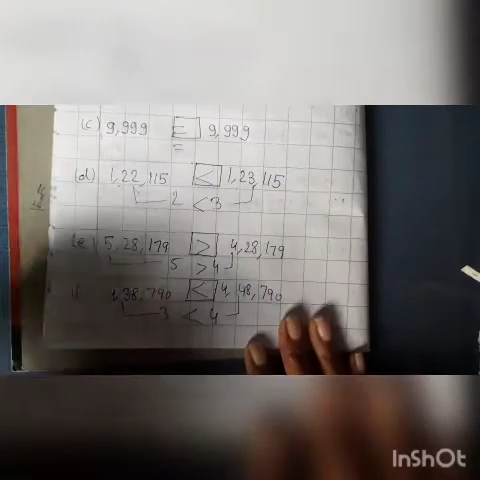 (c) 9,999 = 9,999
=
(d) 1,22,115 < 1,23,115
2 < 3
(e) 5,28,179 > 4,28,179
5 > 4
38,790 < 4,48,790
3 < 4
InShOt